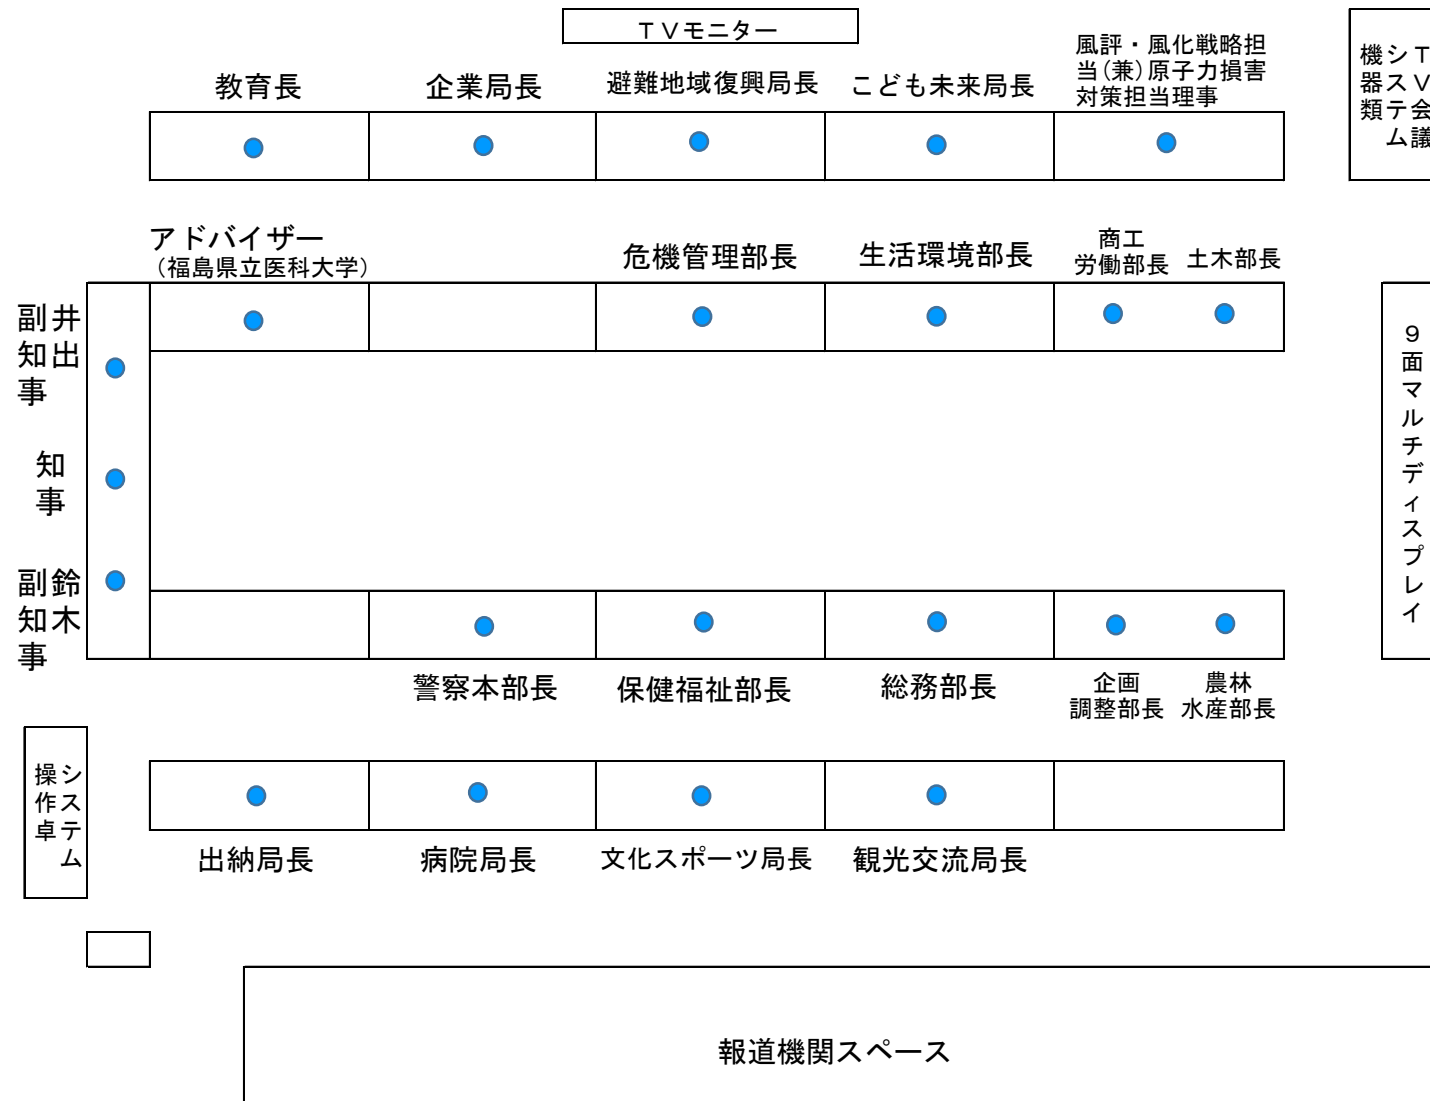 TVモニター
教育長
企業局長
避難地域復興局長
こども未来局長
風評・風化戦略担
当(兼)原子力損害
対策担当理事
TV会議
システム
機器類
アドバイザー
(福島県立医科大学)
危機管理部長
生活環境部長
商工
労働部長
土木部長
井出
副知事
知事
鈴木
副知事
9面マルチディスプレイ
警察本部長
保健福祉部長
総務部長
企画
調整部長
農林
水産部長
システム
操作卓
出納局長
病院局長
文化スポーツ局長
観光交流局長
報道機関スペース